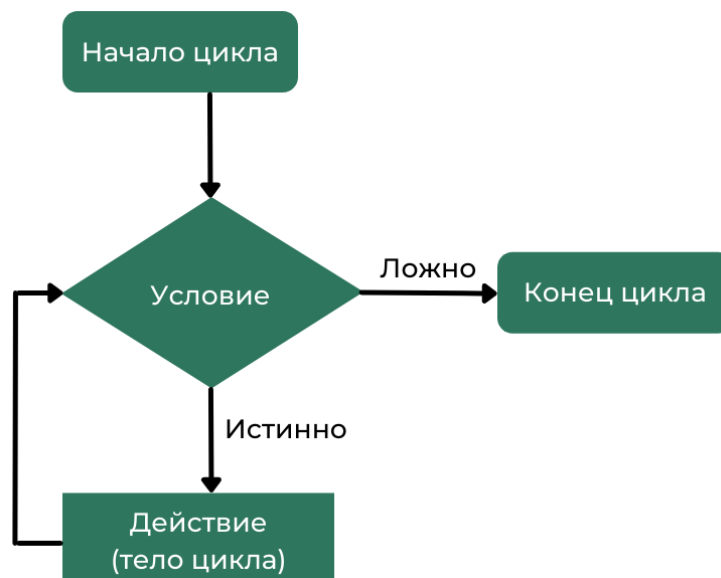 Начало цикла
Условие
Ложно
Конец цикла
Истинно
Действие
(тело цикла)